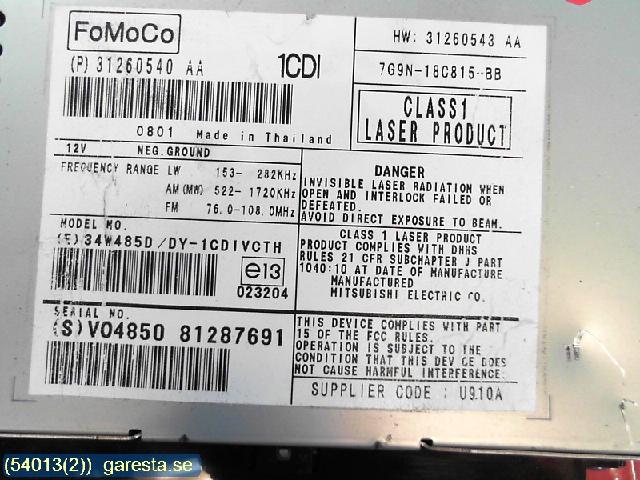 FoMoCo
(P) 31260540 AA
1CDI
0801 Made in Thailand
HW: 31260543 AA
7G9N-18C815-BB
CLASS1
LASER PRODUCT
12V NEG.GROUND
FREQUENCY RANGE LW 153- 282KHz
AM (MW) 522-1720KHz
FM 76.0-108.0MHz
DANGER
INVISIBLE LASER RADIATION WHEN
OPEN AND INTERLOCK FAILED OR
DEFEATED.
AVOID DIRECT EXPOSURE TO BEAM.
MODEL NO.
(E) 34W485D/DY-1CDIVCTH
e13
023204
CLASS 1 LASER PRODUCT
PRODUCT COMPLIES WITH DHHS
RULES 21 CFR SUBCHAPTER J PART
1040:10 AT DATE OF MANUFACTURE
MANUFACTURED
MITSUBISHI ELECTRIC CO.
SERIAL NO.
(S) V04850 81287691
THIS DEVICE COMPLIES WITH PART
15 OF THE FCC RULES.
OPERATION IS SUBJECT TO THE
CONDITION THAT THIS DEVICE DOES
NOT CAUSE HARMFUL INTERFERENCE.
SUPPLIER CODE : U9.10A
(54013(2)) garesta.se